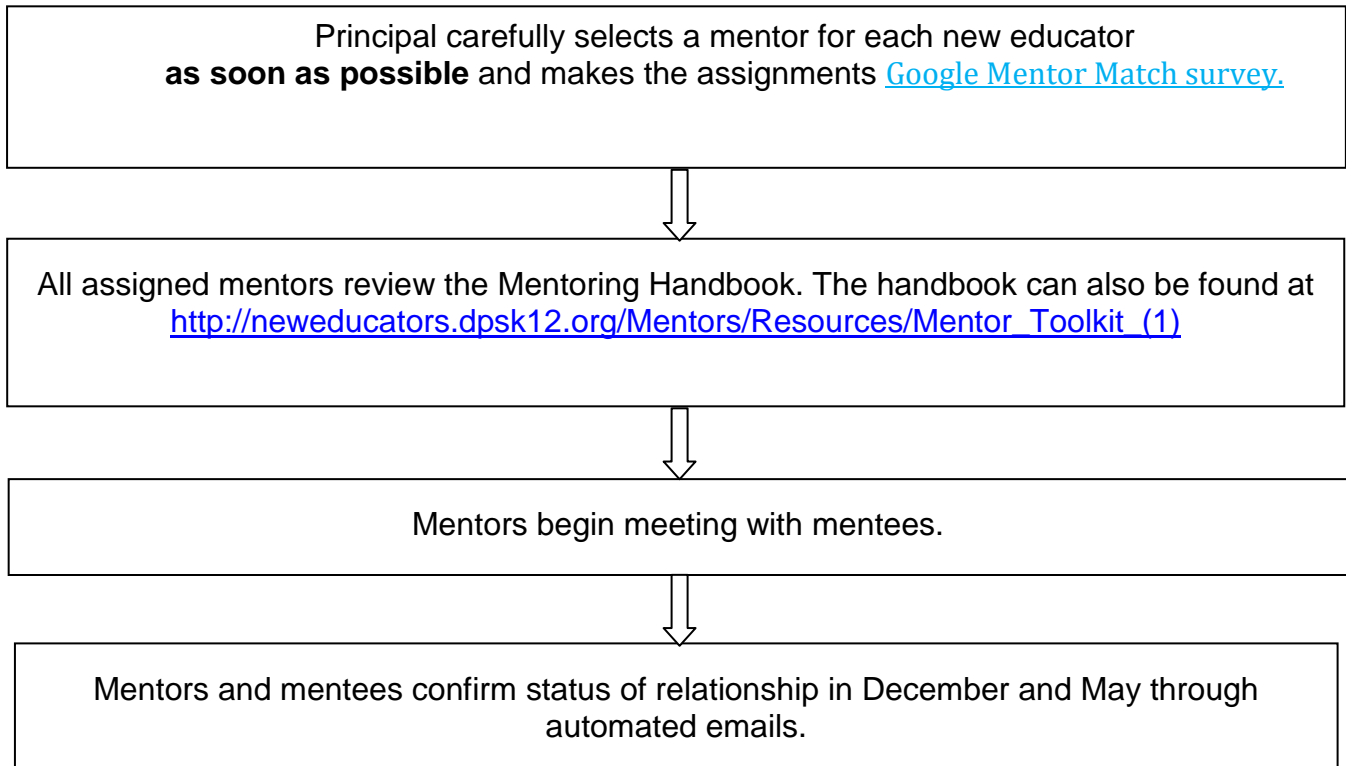 Principal carefully selects a mentor for each new educator
as soon as possible and makes the assignments Google Mentor Match survey.
All assigned mentors review the Mentoring Handbook. The handbook can also be found at
http://neweducators.dpsk12.org/Mentors/Resources/Mentor_Toolkit_(1)
Mentors begin meeting with mentees.
Mentors and mentees confirm status of relationship in December and May through
automated emails.